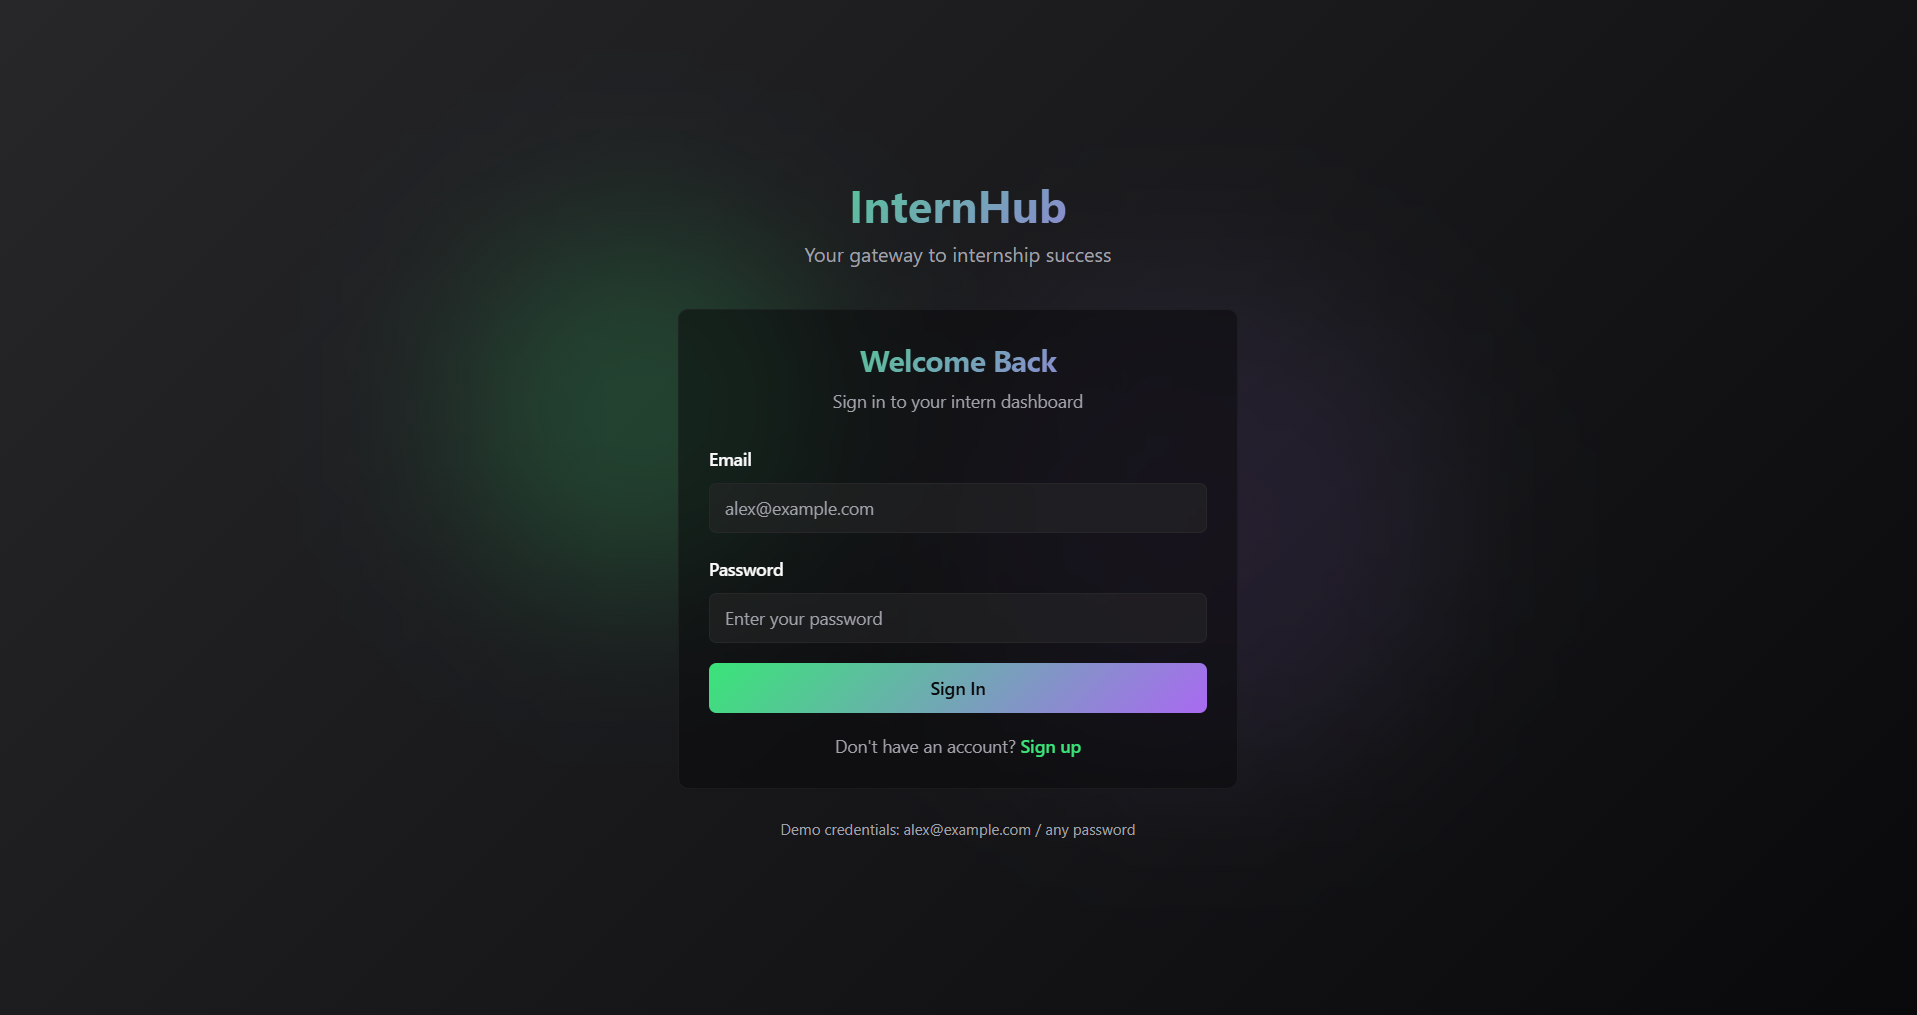 InternHub
Your gateway to internship success
Welcome Back
Sign in to your intern dashboard
Email
alex@example.com
Password
Enter your password
Sign In
Don't have an account? Sign up
Demo credentials: alex@example.com / any password